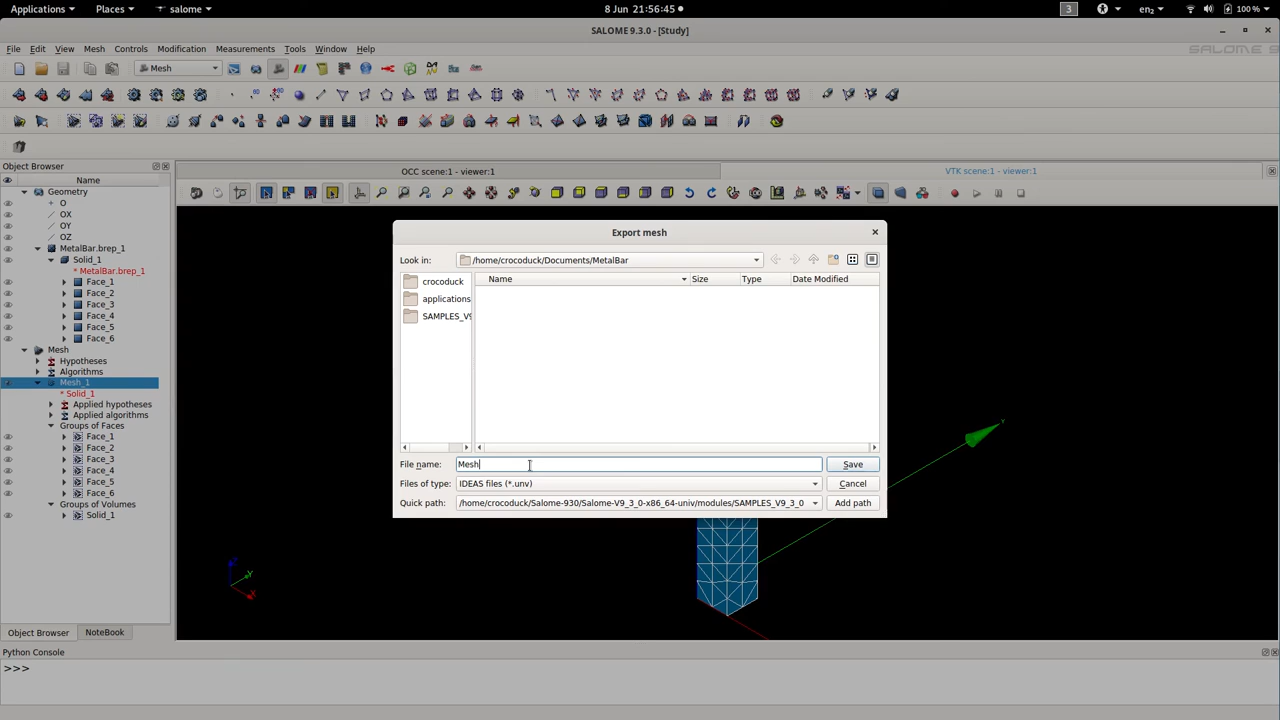 Applications Places salome 8 Jun 21:56:45 3 en₂ 100 %
SALOME 9.3.0 - [Study]
File Edit View Mesh Controls Modification Measurements Tools Window Help
SALOME 9
Mesh
Object Browser
Name
OCC scene:1 - viewer:1
VTK scene:1 - viewer:1
Geometry
O
OX
OY
OZ
MetalBar.brep_1
Solid_1
* MetalBar.brep_1
Face_1
Face_2
Face_3
Face_4
Face_5
Face_6
Mesh
Hypotheses
Algorithms
Mesh_1
* Solid_1
Applied hypotheses
Applied algorithms
Groups of Faces
Face_1
Face_2
Face_3
Face_4
Face_5
Face_6
Groups of Volumes
Solid_1
Export mesh
Look in: /home/crocoduck/Documents/MetalBar
crocoduck
applications
SAMPLES_V9
Name Size Type Date Modified
File name: Mesh Save
Files of type: IDEAS files (*.unv) Cancel
Quick path: /home/crocoduck/Salome-930/Salome-V9_3_0-x86_64-univ/modules/SAMPLES_V9_3_0 Add path
Z
Y
X
Y
Object Browser NoteBook
Python Console
>>>